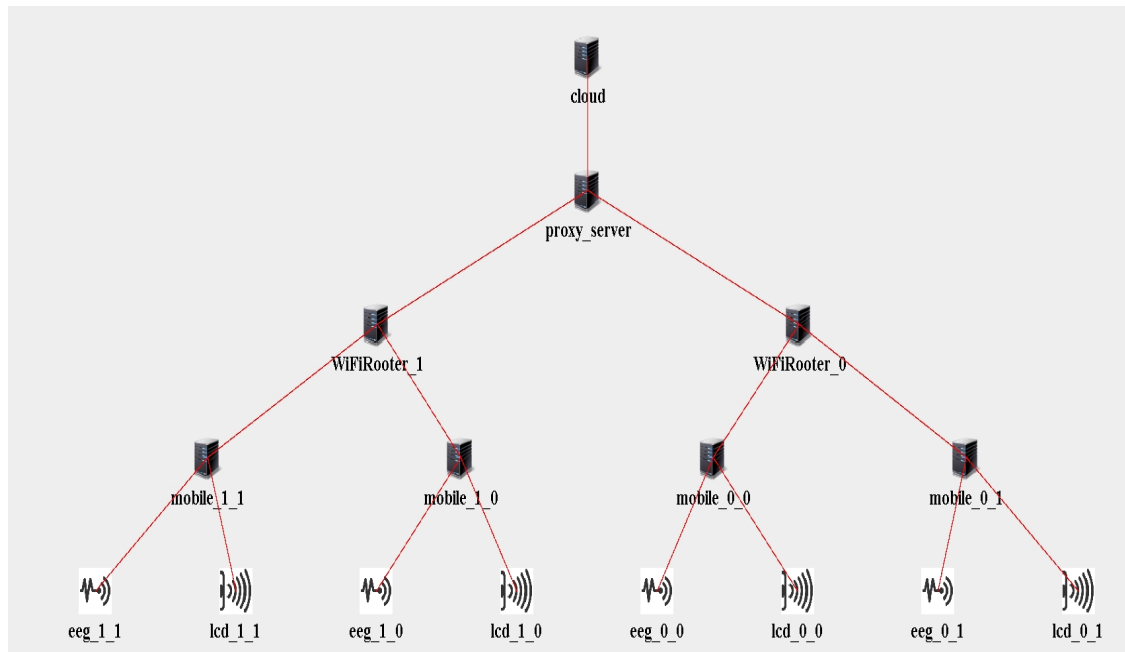 cloud
proxy_server
WiFiRooter_1
WiFiRooter_0
mobile_1_1
mobile_1_0
mobile_0_0
mobile_0_1
eeg_1_1
lcd_1_1
eeg_1_0
lcd_1_0
eeg_0_0
lcd_0_0
eeg_0_1
lcd_0_1